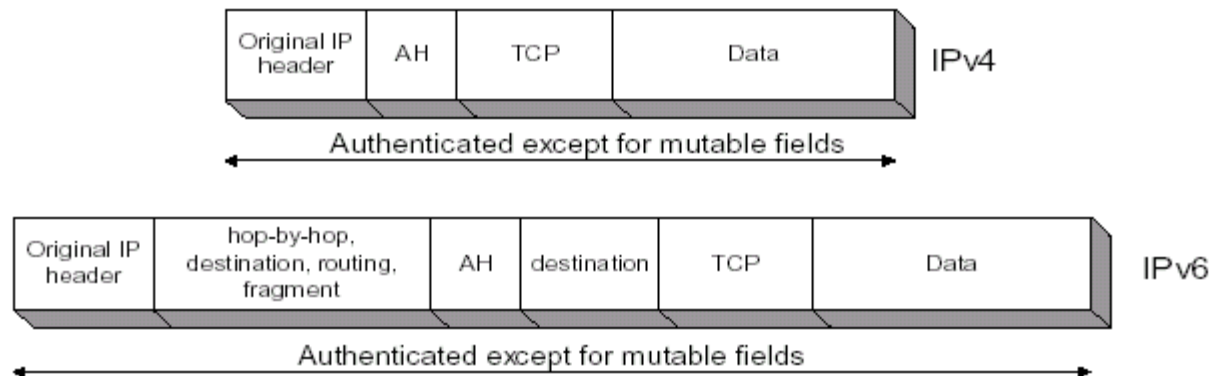 Original IP
header
AH
TCP
Data
IPv4
Authenticated except for mutable fields
Original IP
header
hop-by-hop,
destination, routing,
fragment
AH
destination
TCP
Data
IPv6
Authenticated except for mutable fields